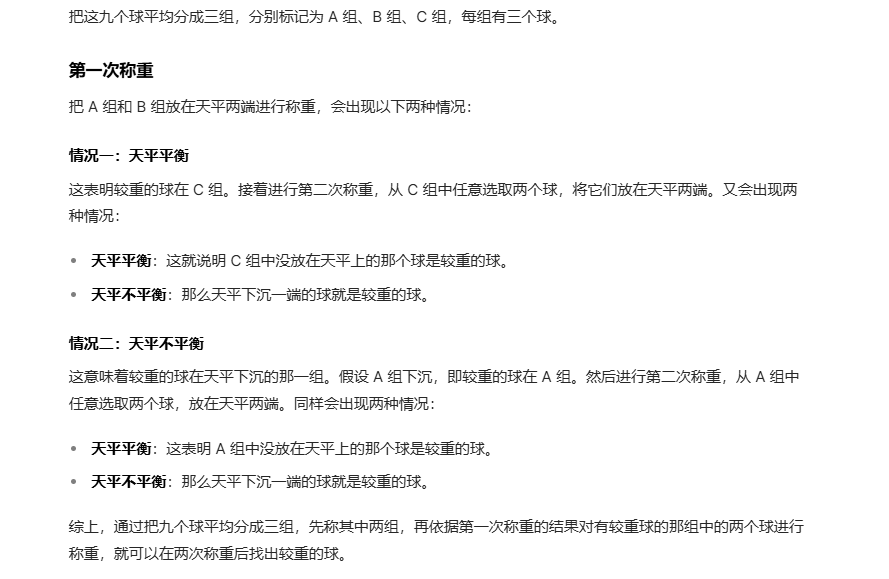 把这九个球平均分成三组，分别标记为 A 组、B 组、C 组，每组有三个球。
第一次称重
把 A 组和 B 组放在天平两端进行称重，会出现以下两种情况：
情况一：天平平衡
这表明较重的球在 C 组。接着进行第二次称重，从 C 组中任意选取两个球，将它们放在天平两端。又会出现两
种情况：
• 天平平衡：这就说明 C 组中没放在天平上的那个球是较重的球。
• 天平不平衡：那么天平下沉一端的球就是较重的球。
情况二：天平不平衡
这意味着较重的球在天平下沉的那一组。假设 A 组下沉，即较重的球在 A 组。然后进行第二次称重，从 A 组中
任意选取两个球，放在天平两端。同样会出现两种情况：
• 天平平衡：这表明 A 组中没放在天平上的那个球是较重的球。
• 天平不平衡：那么天平下沉一端的球就是较重的球。
综上，通过把九个球平均分成三组，先称其中两组，再依据第一次称重的结果对有较重球的那组中的两个球进行
称重，就可以在两次称重后找出较重的球。